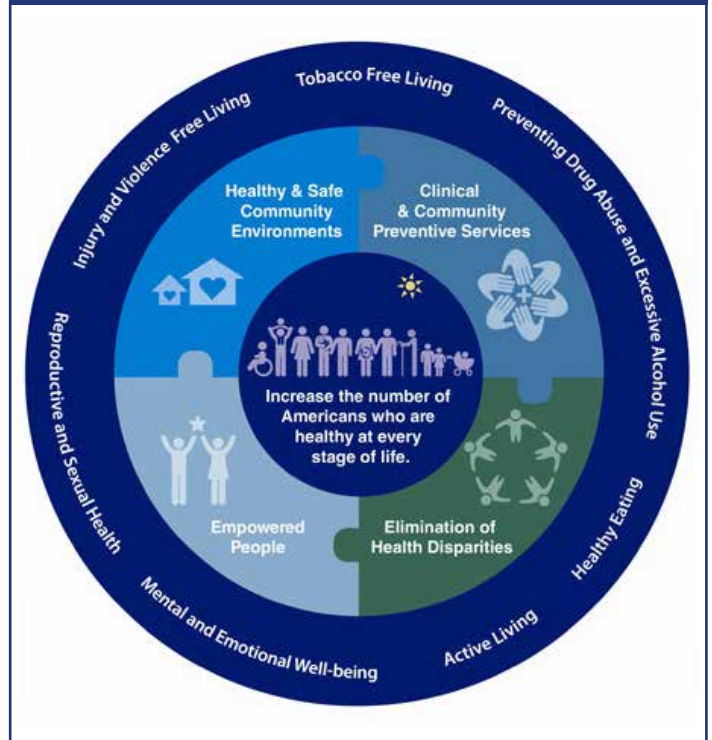 Tobacco Free Living
Preventing Drug Abuse and Excessive Alcohol Use
Healthy Eating
Active Living
Mental and Emotional Well-being
Reproductive and Sexual Health
Injury and Violence Free Living
Healthy & Safe
Community
Environments
Clinical
& Community
Preventive Services
Increase the number of
Americans who are
healthy at every
stage of life.
Empowered
People
Elimination of
Health Disparities